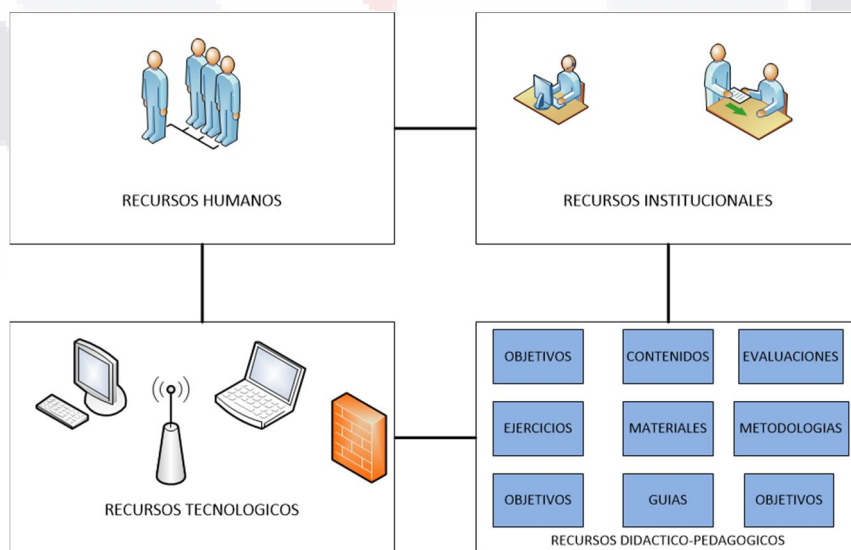 RECURSOS HUMANOS
RECURSOS INSTITUCIONALES
RECURSOS TECNOLOGICOS
OBJETIVOS
CONTENIDOS
EVALUACIONES
EJERCICIOS
MATERIALES
METODOLOGIAS
OBJETIVOS
GUIAS
OBJETIVOS
RECURSOS DIDACTICO-PEDAGOGICOS